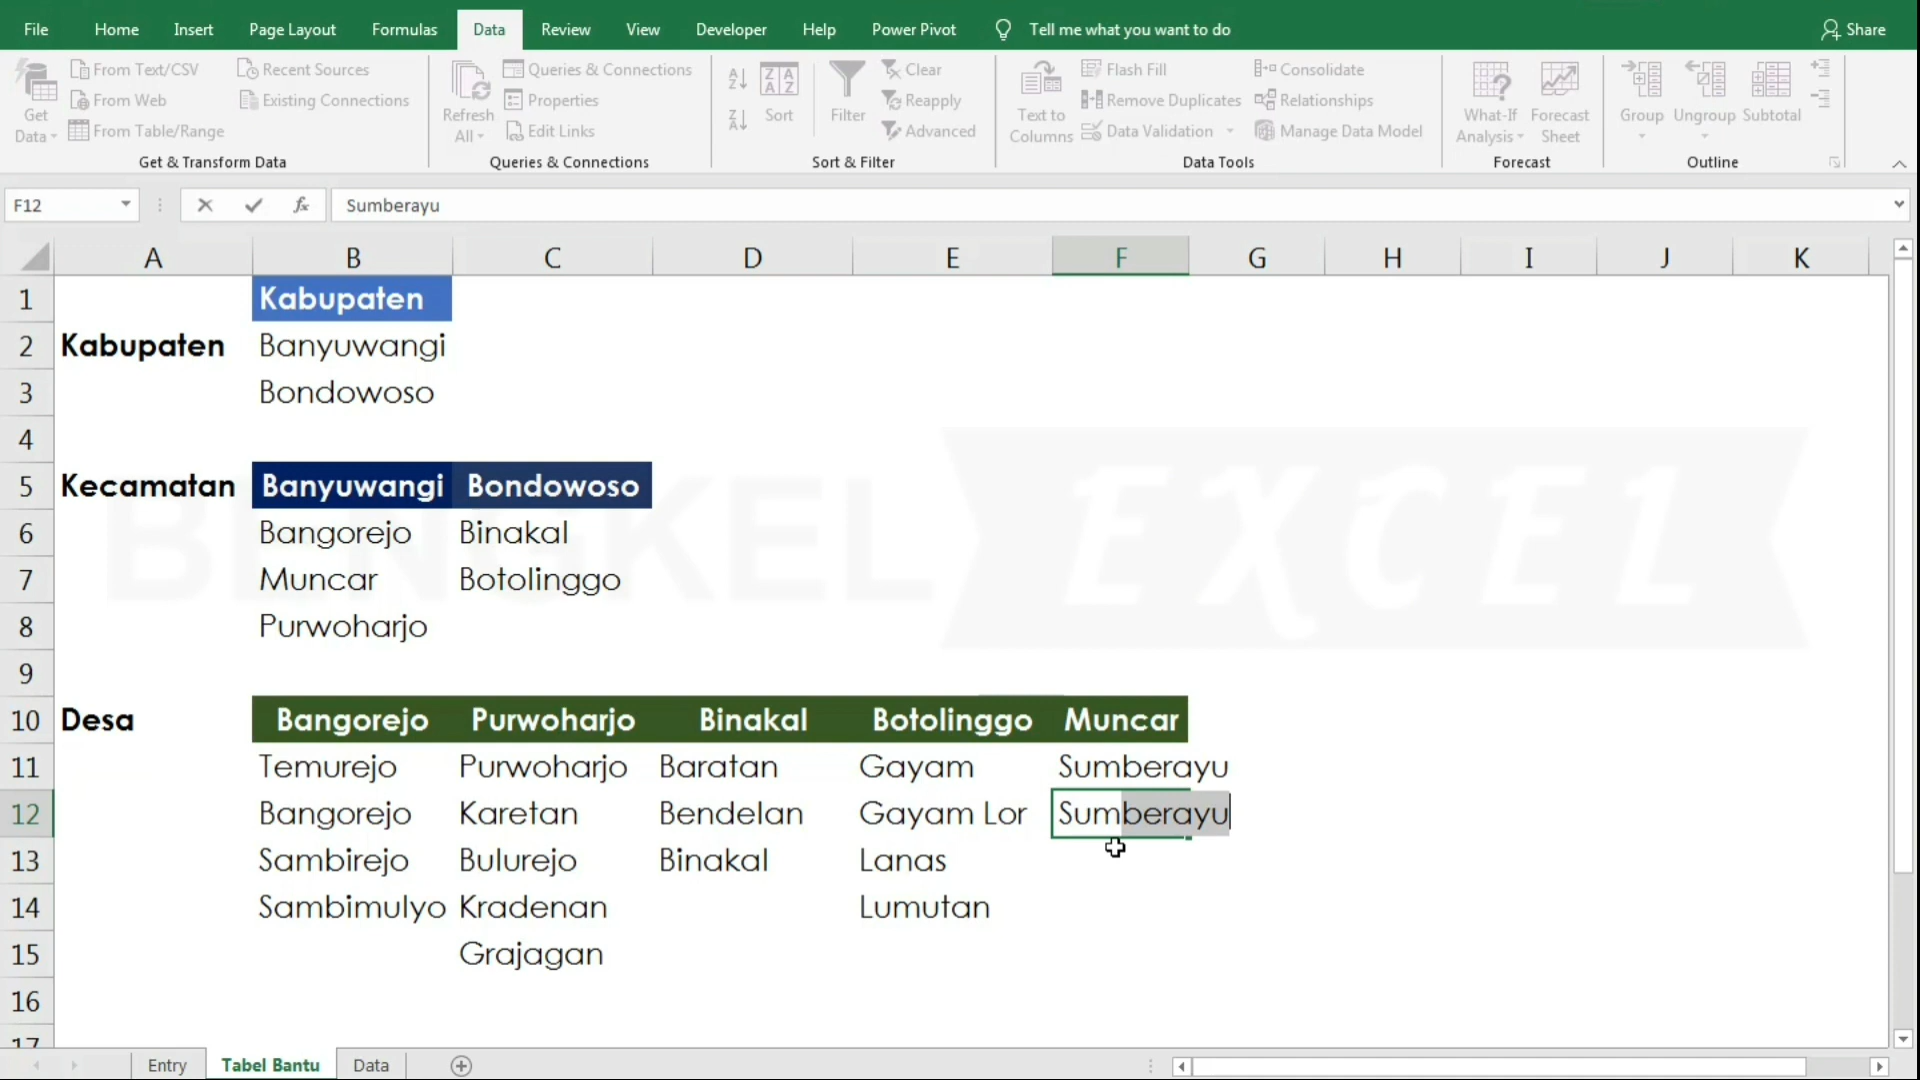 File Home Insert Page Layout Formulas Data Review View Developer Help Power Pivot Tell me what you want to do Share
Get Data
From Text/CSV
From Web
From Table/Range
Recent Sources
Existing Connections
Get & Transform Data
Refresh All
Queries & Connections
Properties
Edit Links
Queries & Connections
Sort
Filter
Clear
Reapply
Advanced
Sort & Filter
Text to Columns
Flash Fill
Remove Duplicates
Data Validation
Consolidate
Relationships
Manage Data Model
Data Tools
What-If Analysis
Forecast Sheet
Forecast
Group
Ungroup
Subtotal
Outline
F12 fx Sumberayu
A B C D E F G H I J K
1 Kabupaten
2 Kabupaten Banyuwangi
3 Bondowoso
4
5 Kecamatan Banyuwangi Bondowoso
6 Bangorejo Binakal
7 Muncar Botolinggo
8 Purwoharjo
BENGKEL EXCEL
9
10 Desa Bangorejo Purwoharjo Binakal Botolinggo Muncar
11 Temurejo Purwoharjo Baratan Gayam Sumberayu
12 Bangorejo Karetan Bendelan Gayam Lor Sumberayu
13 Sambirejo Bulurejo Binakal Lanas
14 Sambimulyo Kradenan Lumutan
15 Grajagan
16
17
Entry Tabel Bantu Data